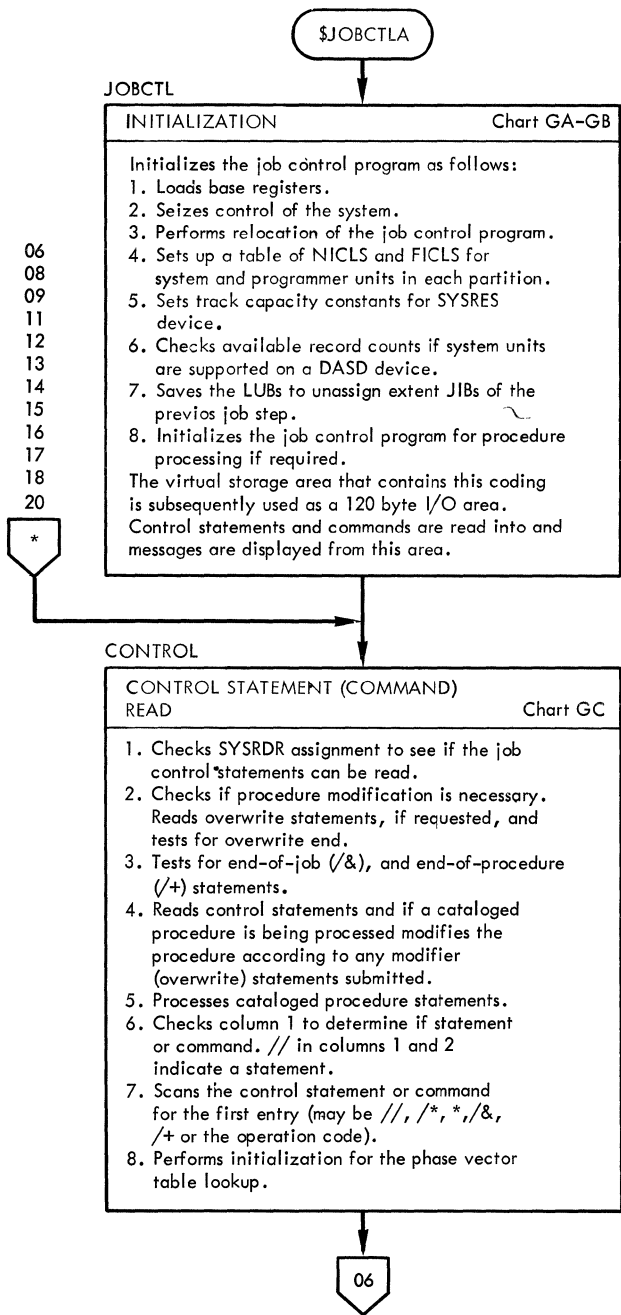 $JOBCTLA
JOBCTL
INITIALIZATION Chart GA-GB
Initializes the job control program as follows:
1. Loads base registers.
2. Seizes control of the system.
3. Performs relocation of the job control program.
4. Sets up a table of NICLS and FICLS for
system and programmer units in each partition.
5. Sets track capacity constants for SYSRES
device.
6. Checks available record counts if system units
are supported on a DASD device.
7. Saves the LUBs to unassign extent JIBs of the
previos job step.
8. Initializes the job control program for procedure
processing if required.
The virtual storage area that contains this coding
is subsequently used as a 120 byte I/O area.
Control statements and commands are read into and
messages are displayed from this area.
06
08
09
11
12
13
14
15
16
17
18
20
*
CONTROL
CONTROL STATEMENT (COMMAND)
READ Chart GC
1. Checks SYSRDR assignment to see if the job
control statements can be read.
2. Checks if procedure modification is necessary.
Reads overwrite statements, if requested, and
tests for overwrite end.
3. Tests for end-of-job (/&), and end-of-procedure
(/+) statements.
4. Reads control statements and if a cataloged
procedure is being processed modifies the
procedure according to any modifier
(overwrite) statements submitted.
5. Processes cataloged procedure statements.
6. Checks column 1 to determine if statement
or command. // in columns 1 and 2
indicate a statement.
7. Scans the control statement or command
for the first entry (may be //, /*, *,/&,
/+ or the operation code).
8. Performs initialization for the phase vector
table lookup.
06